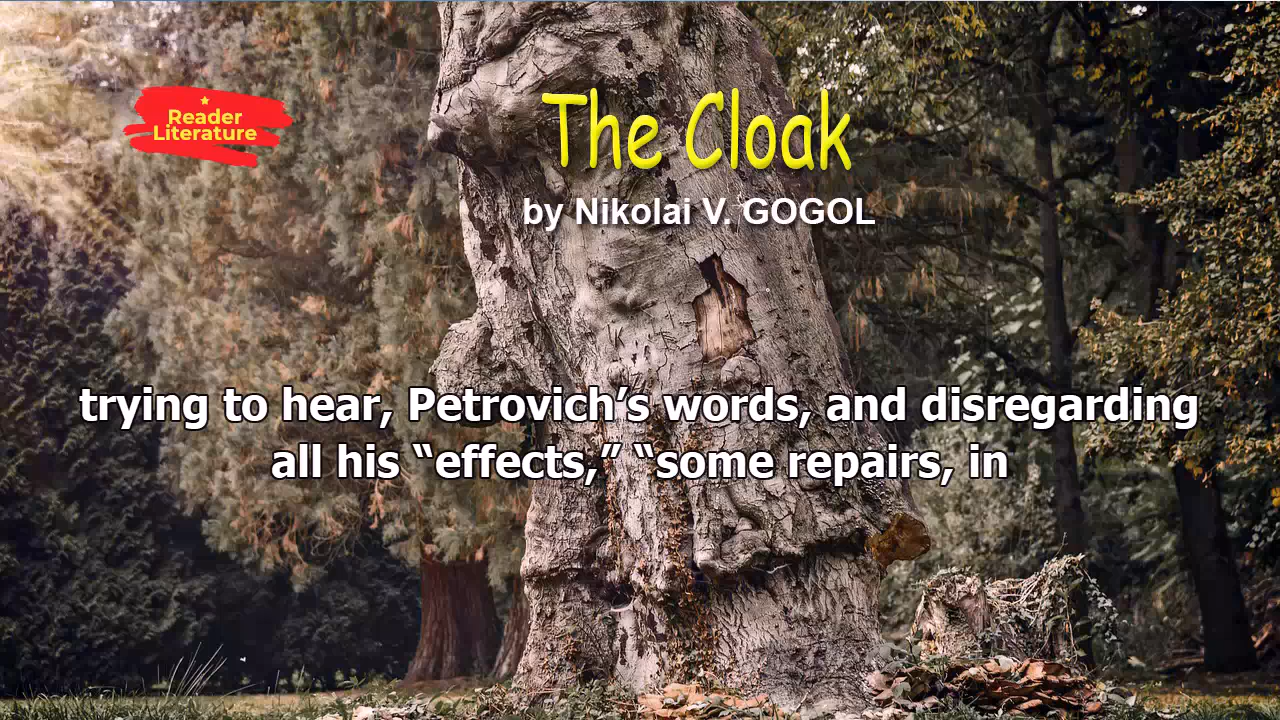 Reader
Literature
The Cloak
by Nikolai V. GOGOL
trying to hear, Petrovich’s words, and disregarding
all his “effects,” “some repairs, in